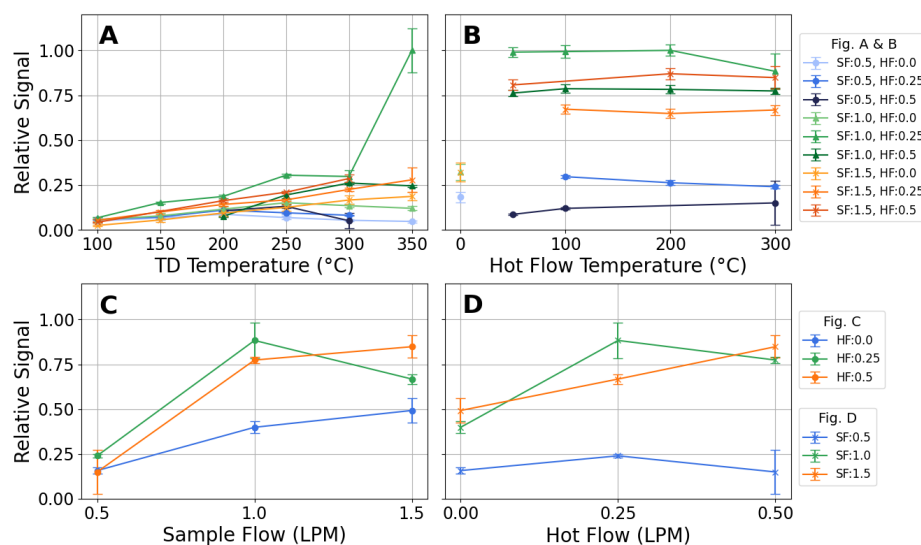 A
B
1.00
0.75
0.50
0.25
0.00
Relative Signal
100 150 200 250 300 350
TD Temperature (°C)
0 100 200 300
Hot Flow Temperature (°C)
Fig. A & B
SF:0.5, HF:0.0
SF:0.5, HF:0.25
SF:0.5, HF:0.5
SF:1.0, HF:0.0
SF:1.0, HF:0.25
SF:1.0, HF:0.5
SF:1.5, HF:0.0
SF:1.5, HF:0.25
SF:1.5, HF:0.5
C
D
1.00
0.75
0.50
0.25
0.00
Relative Signal
0.5 1.0 1.5
Sample Flow (LPM)
0.00 0.25 0.50
Hot Flow (LPM)
Fig. C
HF:0.0
HF:0.25
HF:0.5
Fig. D
SF:0.5
SF:1.0
SF:1.5